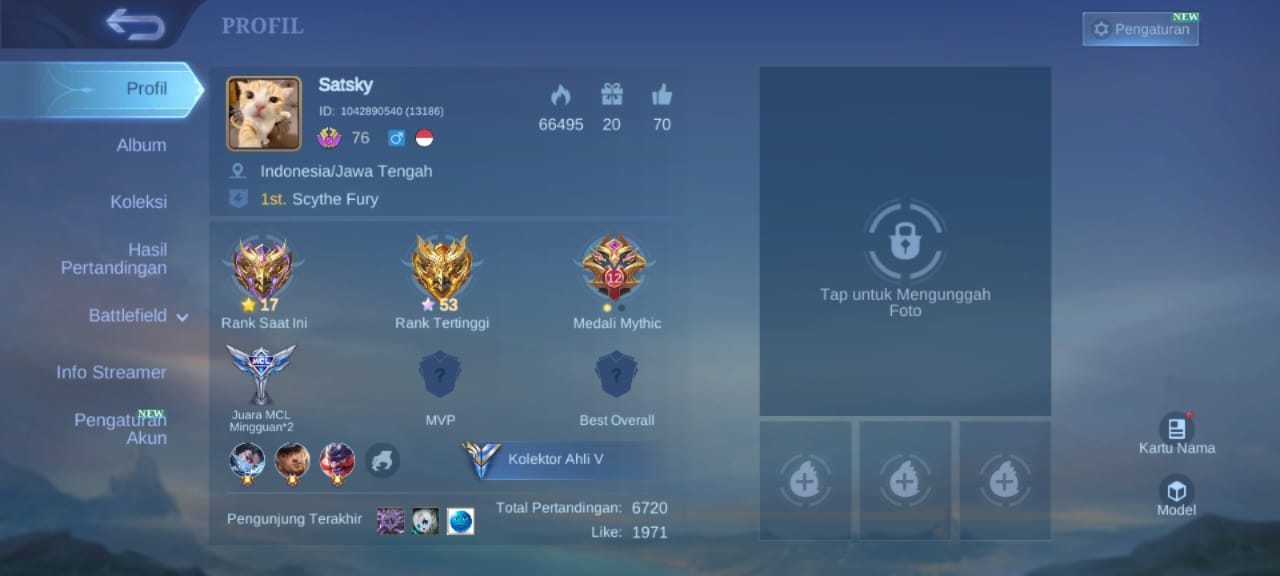 PROFIL
NEW
Pengaturan
Profil
Album
Koleksi
Hasil
Pertandingan
Battlefield
Info Streamer
NEW
Pengaturan
Akun
Satsky
ID: 1042890540 (13186)
76
66495
20
70
Indonesia/Jawa Tengah
1st. Scythe Fury
17
Rank Saat Ini
53
Rank Tertinggi
12
Medali Mythic
MCL
Juara MCL
Mingguan*2
?
MVP
?
Best Overall
Kolektor Ahli V
Pengunjung Terakhir
Total Pertandingan: 6720
Like: 1971
Tap untuk Mengunggah
Foto
Kartu Nama
Model